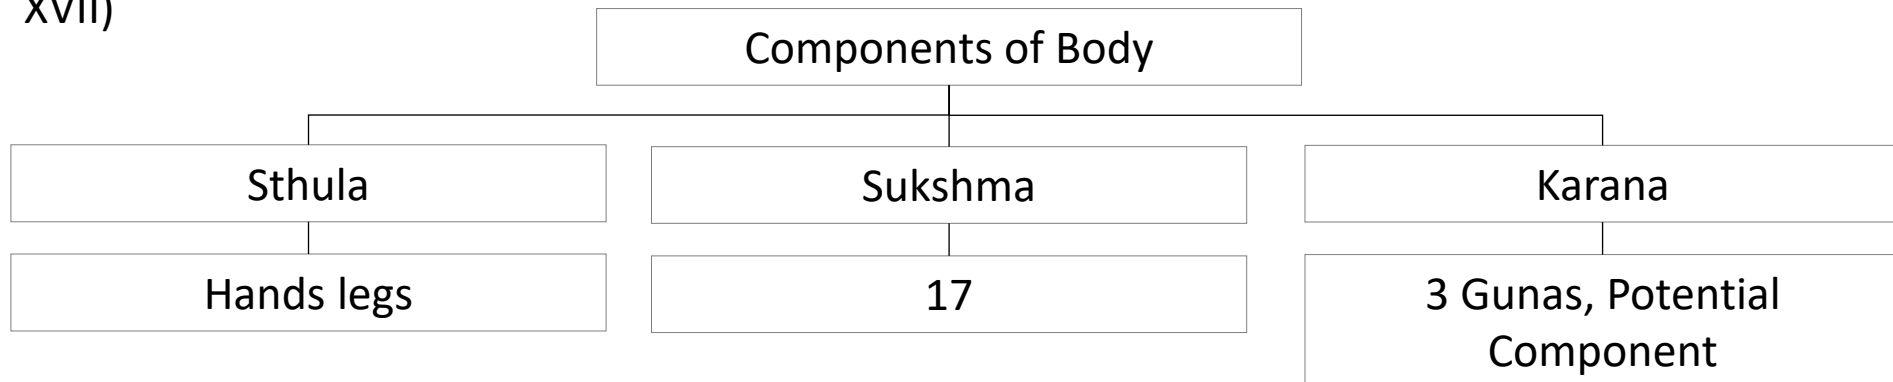 XVII)
Components of Body
Sthula
Sukshma
Karana
Hands legs
17
3 Gunas, Potential
Component